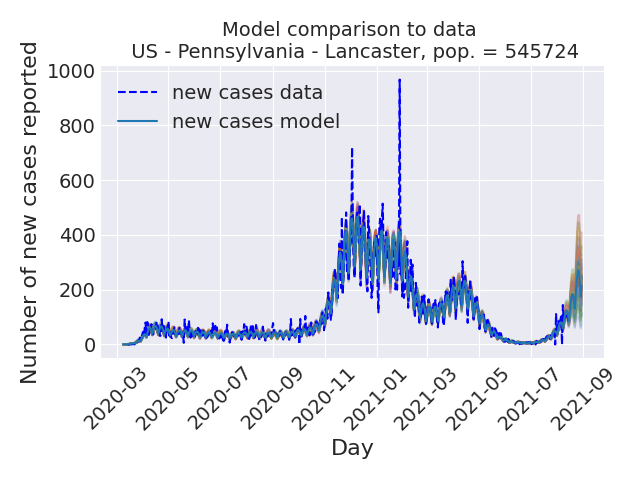 Model comparison to data
US - Pennsylvania - Lancaster, pop. = 545724
Number of new cases reported
1000
800
600
400
200
0
new cases data
new cases model
2020-03
2020-05
2020-07
2020-09
2020-11
2021-01
2021-03
2021-05
2021-07
2021-09
Day